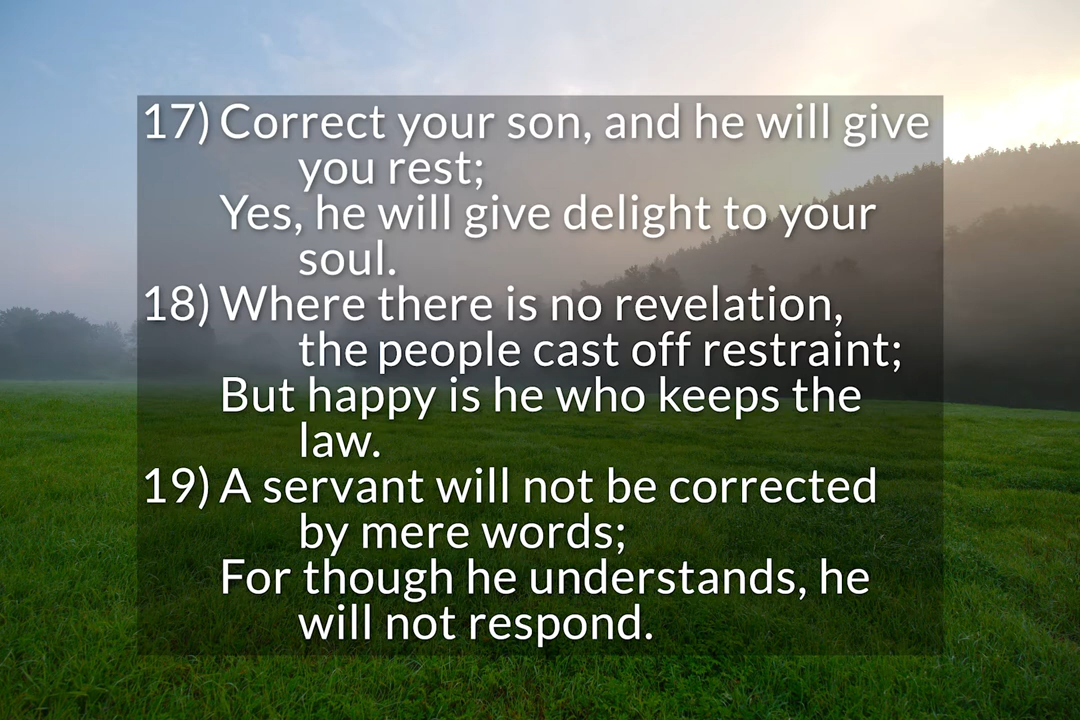 17) Correct your son, and he will give
you rest;
Yes, he will give delight to your
soul.
18) Where there is no revelation,
the people cast off restraint;
But happy is he who keeps the
law.
19) A servant will not be corrected
by mere words;
For though he understands, he
will not respond.